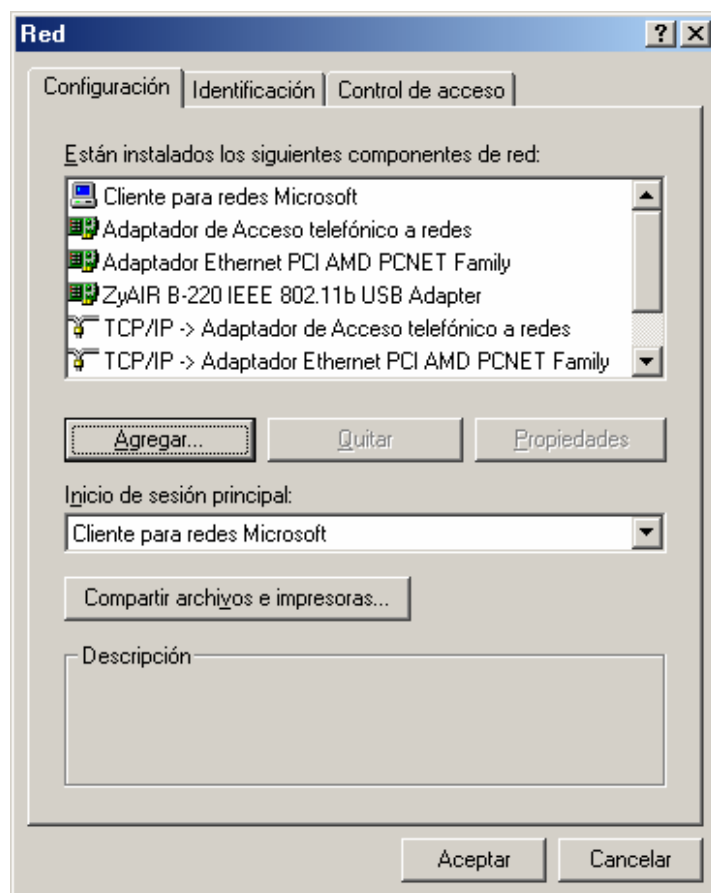 Red
Configuración Identificación Control de acceso
Están instalados los siguientes componentes de red:
Cliente para redes Microsoft
Adaptador de Acceso telefónico a redes
Adaptador Ethernet PCI AMD PCNET Family
ZyAIR B-220 IEEE 802.11b USB Adapter
TCP/IP -> Adaptador de Acceso telefónico a redes
TCP/IP -> Adaptador Ethernet PCI AMD PCNET Family
Agregar... Quitar Propiedades
Inicio de sesión principal:
Cliente para redes Microsoft
Compartir archivos e impresoras...
Descripción
Aceptar Cancelar